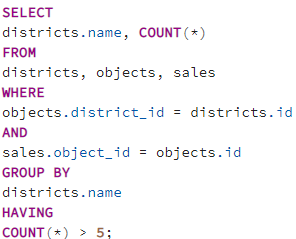 SELECT
districts.name, COUNT(*)
FROM
districts, objects, sales
WHERE
objects.district_id = districts.id
AND
sales.object_id = objects.id
GROUP BY
districts.name
HAVING
COUNT(*) > 5;